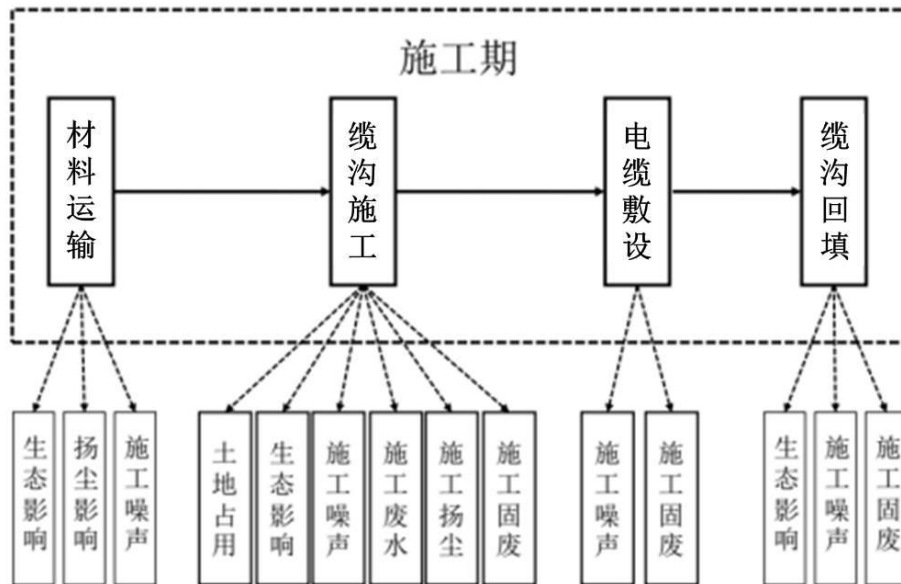 施工期
材料运输
缆沟施工
电缆敷设
缆沟回填
生态影响
扬尘影响
施工噪声
土地占用
生态影响
施工噪声
施工废水
施工扬尘
施工固废
施工噪声
施工固废
生态影响
施工噪声
施工固废